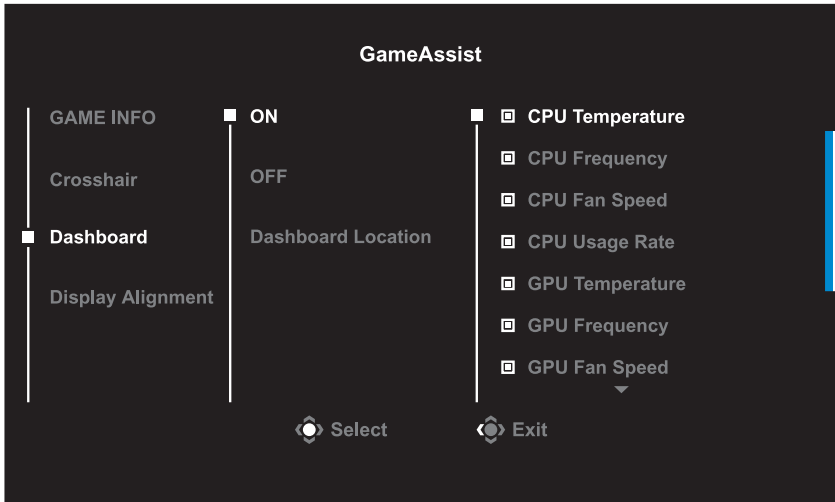 GameAssist
GAME INFO
Crosshair
Dashboard
Display Alignment
ON
OFF
Dashboard Location
CPU Temperature
CPU Frequency
CPU Fan Speed
CPU Usage Rate
GPU Temperature
GPU Frequency
GPU Fan Speed
Select
Exit